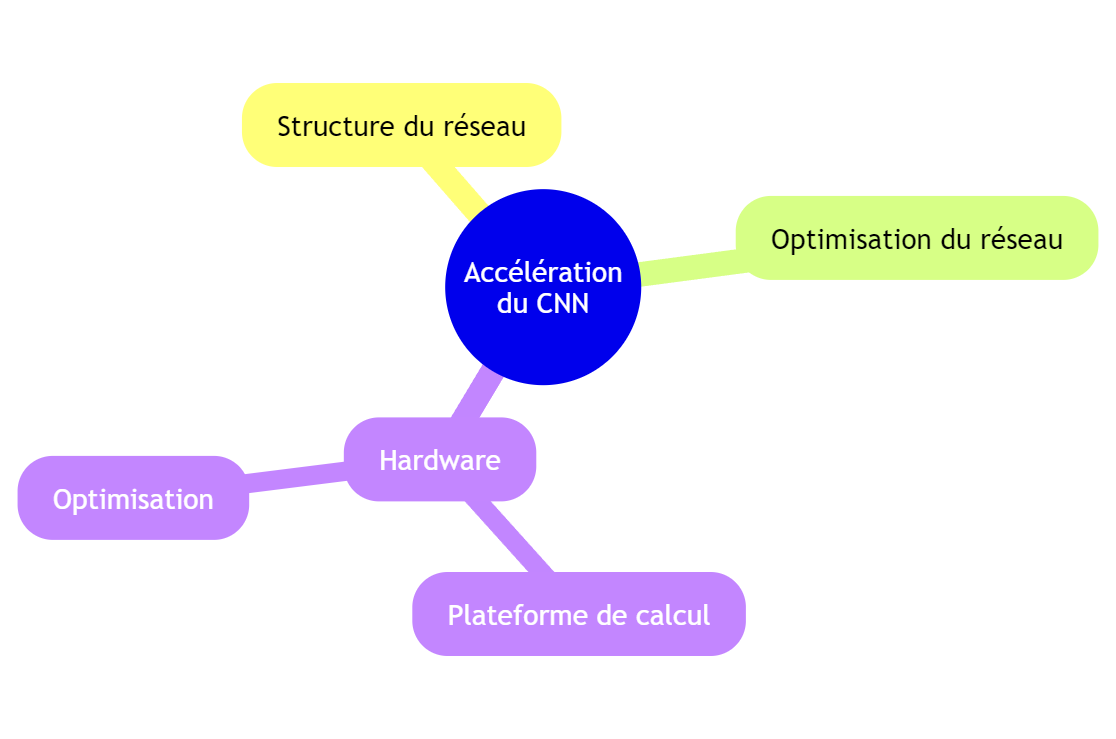 Structure du réseau
Optimisation du réseau
Accélération
du CNN
Hardware
Optimisation
Plateforme de calcul